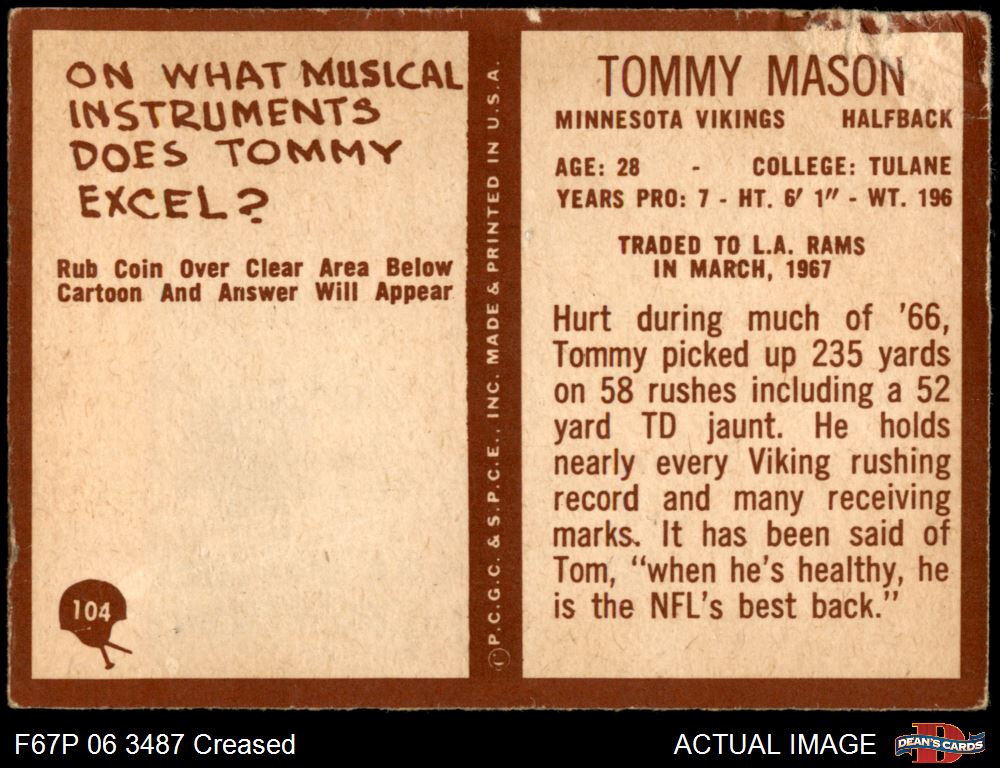 ON WHAT MUSICAL
INSTRUMENTS
DOES TOMMY
EXCEL?
Rub Coin Over Clear Area Below
Cartoon And Answer Will Appear
104
© P.C.G.C. & S.P.C.E., INC. MADE & PRINTED IN U.S.A.
TOMMY MASON
MINNESOTA VIKINGS HALFBACK
AGE: 28 - COLLEGE: TULANE
YEARS PRO: 7 - HT. 6' 1" - WT. 196
TRADED TO L.A. RAMS
IN MARCH, 1967
Hurt during much of '66,
Tommy picked up 235 yards
on 58 rushes including a 52
yard TD jaunt. He holds
nearly every Viking rushing
record and many receiving
marks. It has been said of
Tom, "when he's healthy, he
is the NFL's best back."
F67P 06 3487 Creased
ACTUAL IMAGE
D
DEAN'S CARDS